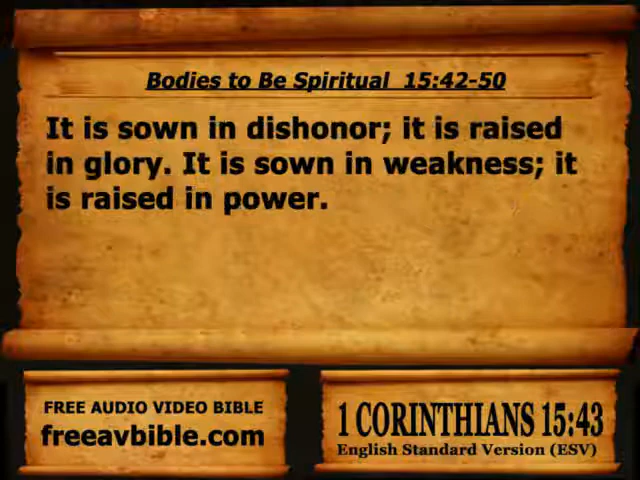 Bodies to Be Spiritual 15:42-50
It is sown in dishonor; it is raised
in glory. It is sown in weakness; it
is raised in power.
FREE AUDIO VIDEO BIBLE
freeavbible.com
1 CORINTHIANS 15:43
English Standard Version (ESV)